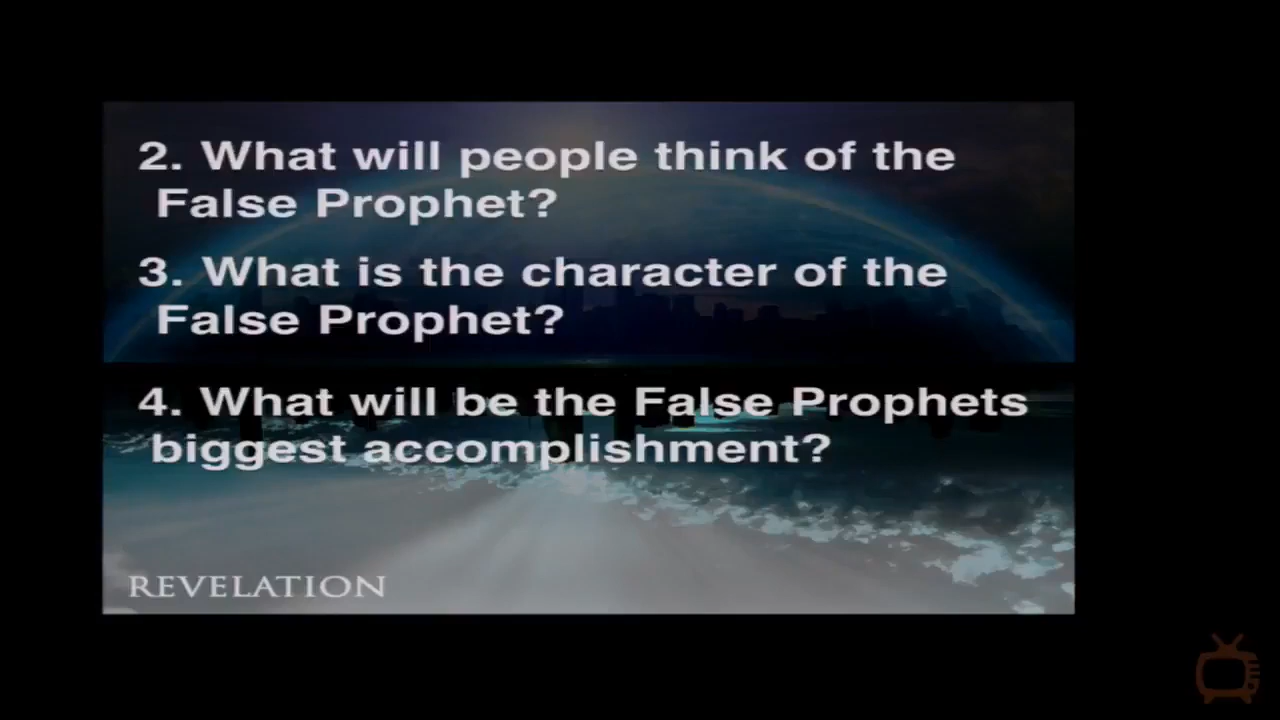 2. What will people think of the
False Prophet?
3. What is the character of the
False Prophet?
4. What will be the False Prophets
biggest accomplishment?
REVELATION